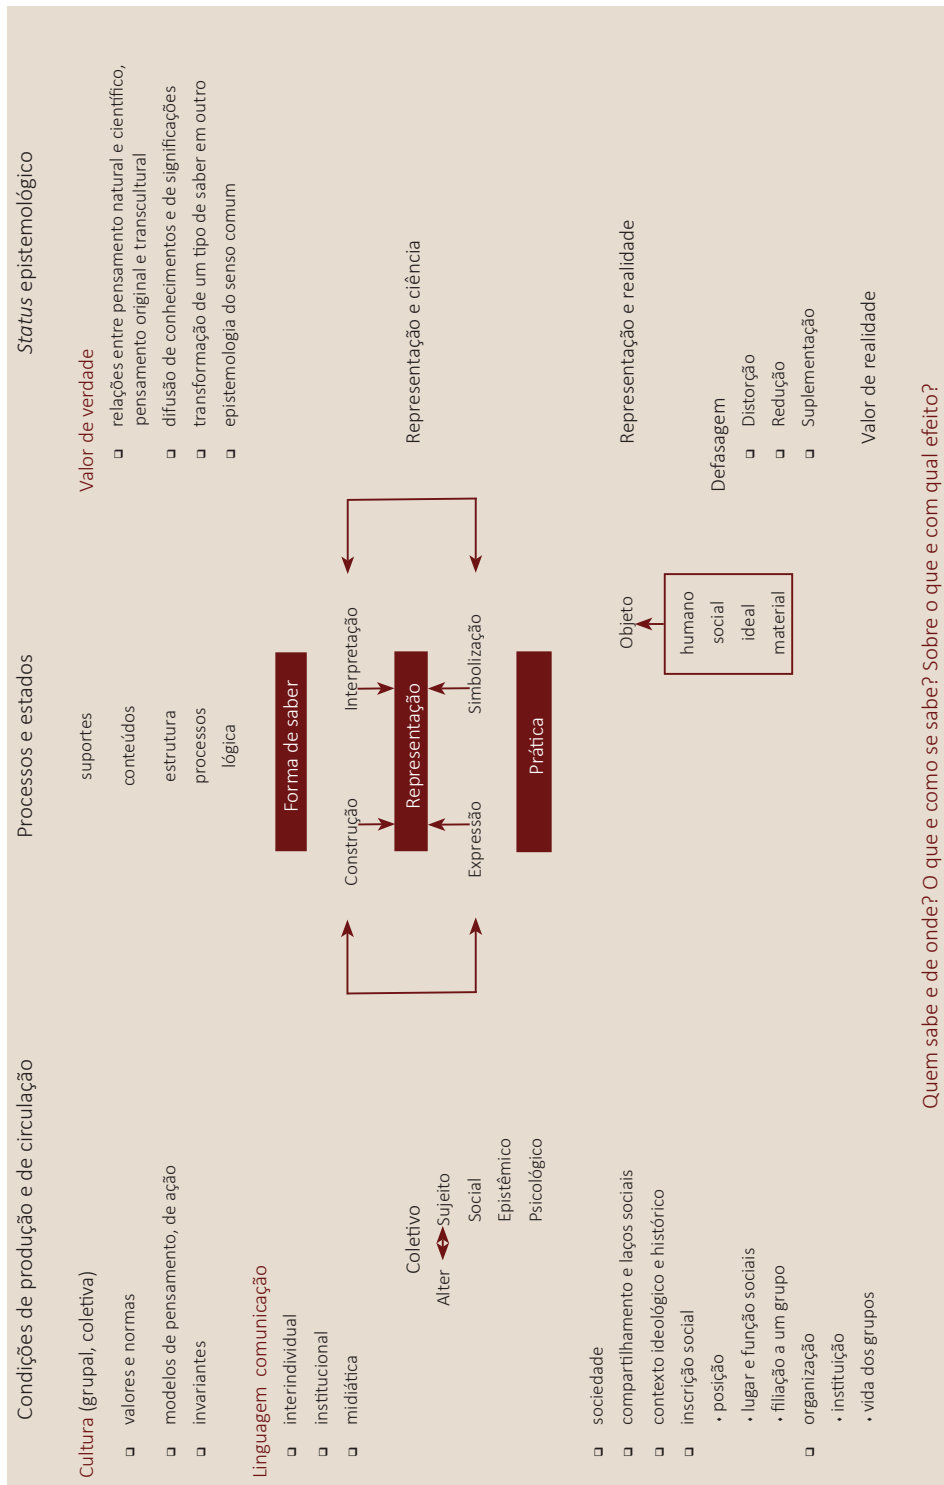 Condições de produção e de circulação
Cultura (grupal, coletiva)
❑ valores e normas
❑ modelos de pensamento, de ação
❑ invariantes
Linguagem comunicação
❑ interindividual
❑ institucional
❑ midiática
Coletivo
Alter Sujeito
Social
Epistêmico
Psicológico
❑ sociedade
❑ compartilhamento e laços sociais
❑ contexto ideológico e histórico
❑ inscrição social
• posição
• lugar e função sociais
• filiação a um grupo
❑ organização
• instituição
• vida dos grupos
Processos e estados
suportes
conteúdos
estrutura
processos
lógica
Forma de saber
Construção
Interpretação
Representação
Expressão
Simbolização
Prática
Objeto
humano
social
ideal
material
Status epistemológico
Valor de verdade
❑ relações entre pensamento natural e científico,
pensamento original e transcultural
❑ difusão de conhecimentos e de significações
❑ transformação de um tipo de saber em outro
❑ epistemologia do senso comum
Representação e ciência
Representação e realidade
Defasagem
❑ Distorção
❑ Redução
❑ Suplementação
Valor de realidade
Quem sabe e de onde? O que e como se sabe? Sobre o que e com qual efeito?